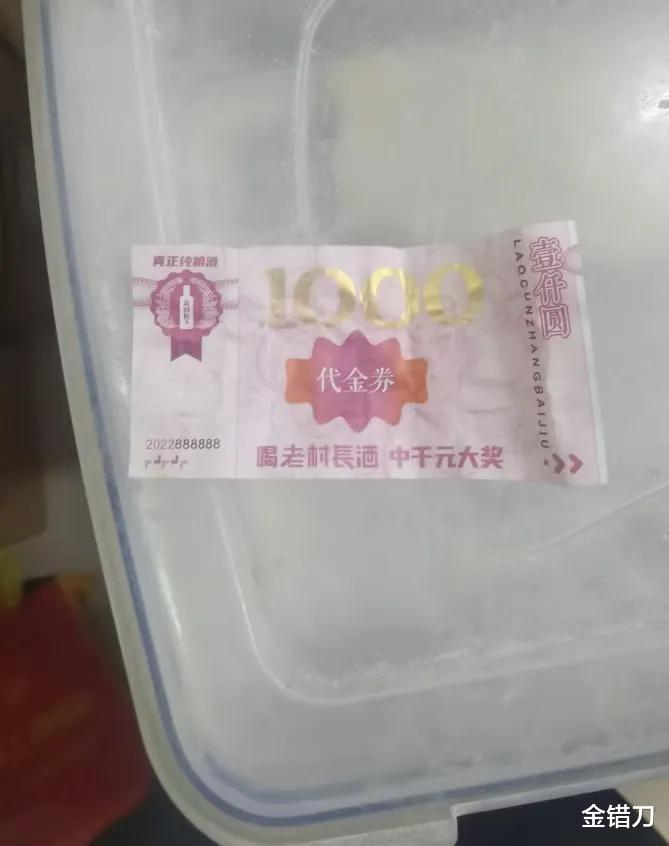 真正纯粮酒
1000
壹仟圆
LAOCUNZHANGBAIJIU
代金券
2022888888
喝老村長酒 中千元大奖
金错刀